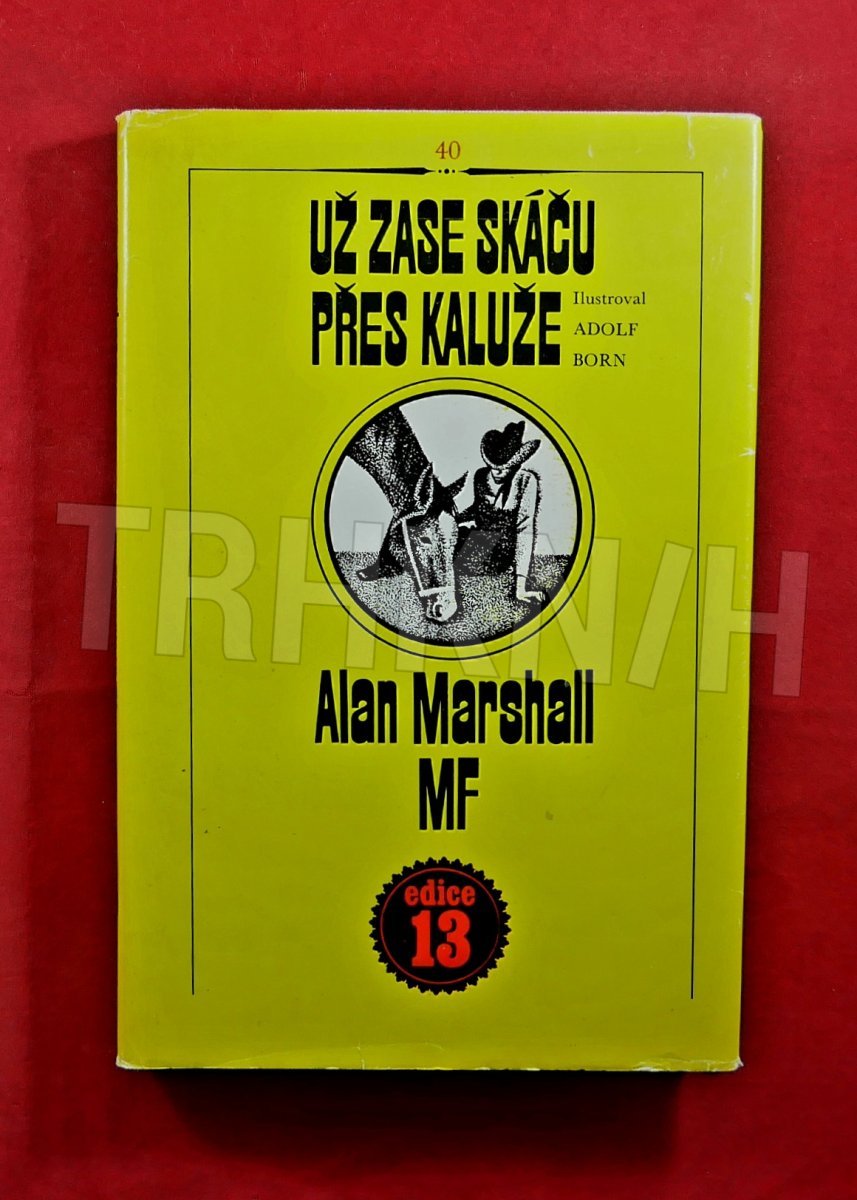 40
UŽ ZASE SKÁČU
PŘES KALUŽE
Ilustroval
ADOLF
BORN
Alan Marshall
MF
edice
13
TRHKNIH